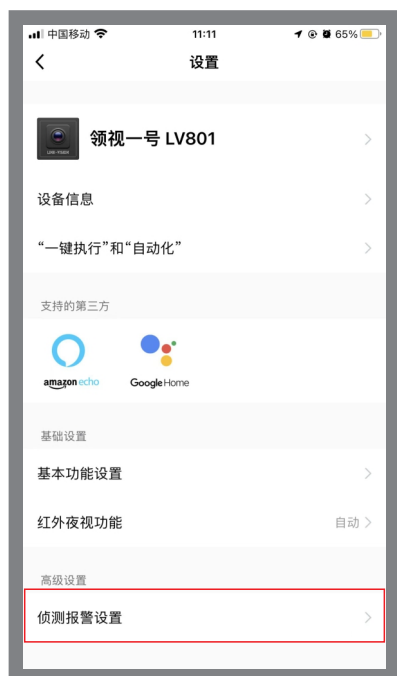 中国移动 11:11 65%
设置
领视一号 LV801
设备信息
“一键执行”和“自动化”
支持的第三方
amazon echo Google Home
基础设置
基本功能设置
红外夜视功能 自动
高级设置
侦测报警设置